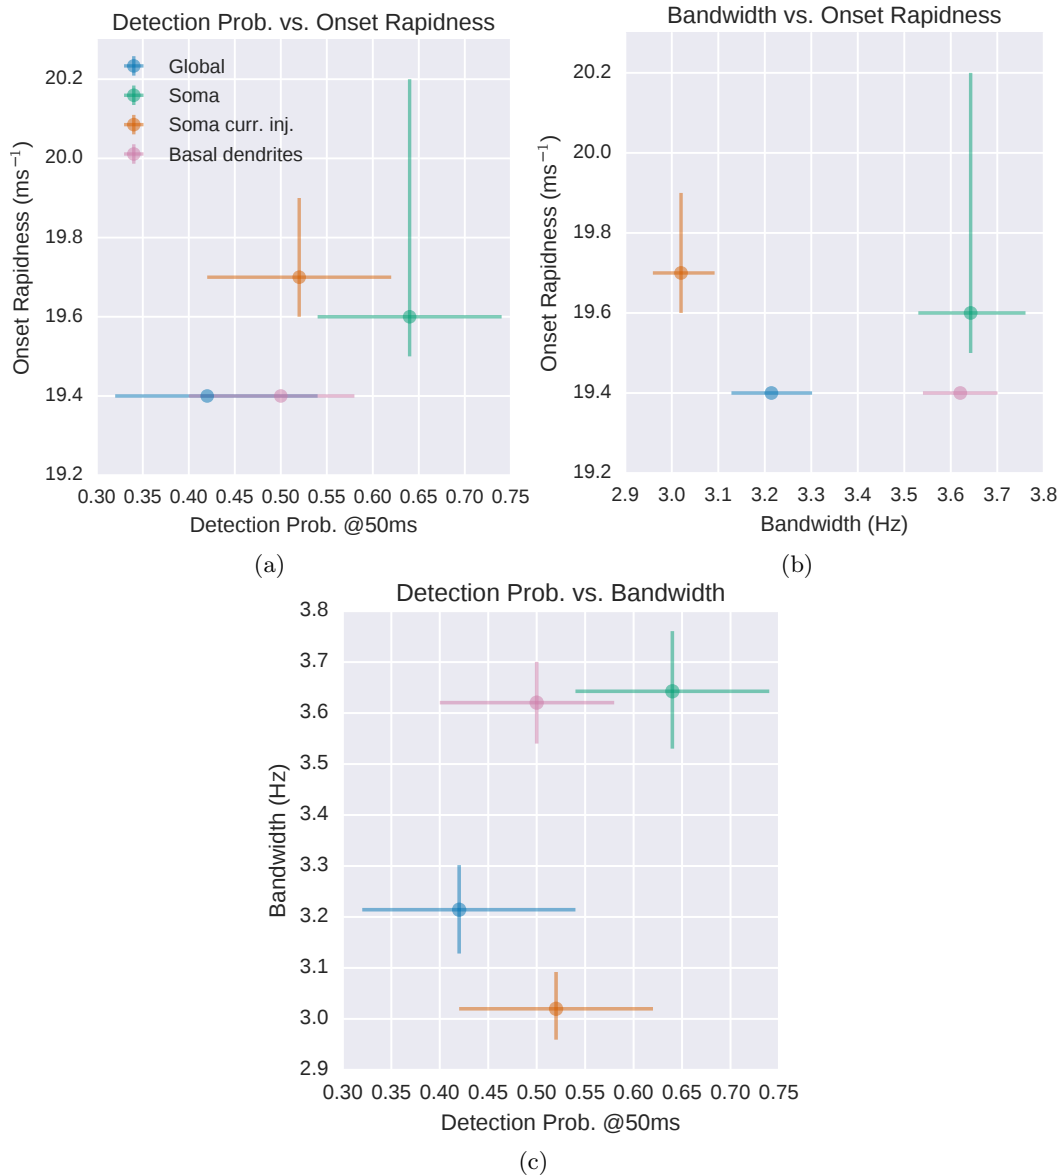 Detection Prob. vs. Onset Rapidness
Global
Soma
Soma curr. inj.
Basal dendrites
20.2
20.0
19.8
19.6
19.4
19.2
Onset Rapidness (ms⁻¹)
0.30 0.35 0.40 0.45 0.50 0.55 0.60 0.65 0.70 0.75
Detection Prob. @50ms
(a)
Bandwidth vs. Onset Rapidness
20.2
20.0
19.8
19.6
19.4
19.2
Onset Rapidness (ms⁻¹)
2.9 3.0 3.1 3.2 3.3 3.4 3.5 3.6 3.7 3.8
Bandwidth (Hz)
(b)
Detection Prob. vs. Bandwidth
3.8
3.7
3.6
3.5
3.4
3.3
3.2
3.1
3.0
2.9
Bandwidth (Hz)
0.30 0.35 0.40 0.45 0.50 0.55 0.60 0.65 0.70 0.75
Detection Prob. @50ms
(c)